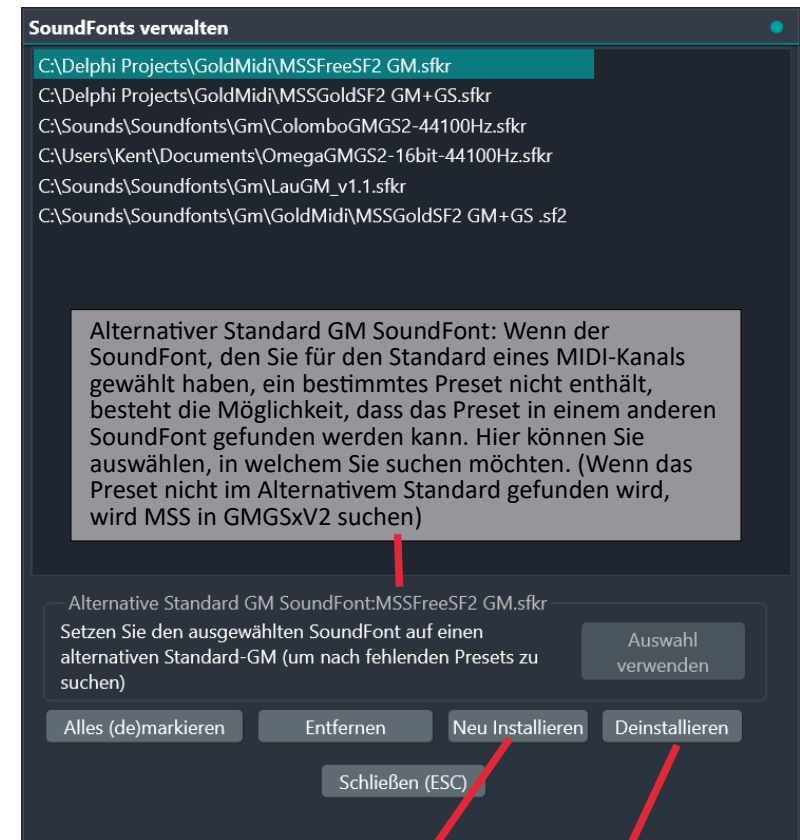 SoundFonts verwalten
C:\Delphi Projects\GoldMidi\MSSFreeSF2 GM.sfkr
C:\Delphi Projects\GoldMidi\MSSGoldSF2 GM+GS.sfkr
C:\Sounds\Soundfonts\Gm\ColomboGMGS2-44100Hz.sfkr
C:\Users\Kent\Documents\OmegaGMGS2-16bit-44100Hz.sfkr
C:\Sounds\Soundfonts\Gm\LauGM_v1.1.sfkr
C:\Sounds\Soundfonts\Gm\GoldMidi\MSSGoldSF2 GM+GS .sf2
Alternativer Standard GM SoundFont: Wenn der
SoundFont, den Sie für den Standard eines MIDI-Kanals
gewählt haben, ein bestimmtes Preset nicht enthält,
besteht die Möglichkeit, dass das Preset in einem anderen
SoundFont gefunden werden kann. Hier können Sie
auswählen, in welchem Sie suchen möchten. (Wenn das
Preset nicht im Alternativem Standard gefunden wird,
wird MSS in GMGSxV2 suchen)
Alternative Standard GM SoundFont:MSSFreeSF2 GM.sfkr
Setzen Sie den ausgewählten SoundFont auf einen
alternativen Standard-GM (um nach fehlenden Presets zu
suchen)
Auswahl
verwenden
Alles (de)markieren
Entfernen
Neu Installieren
Deinstallieren
Schließen (ESC)